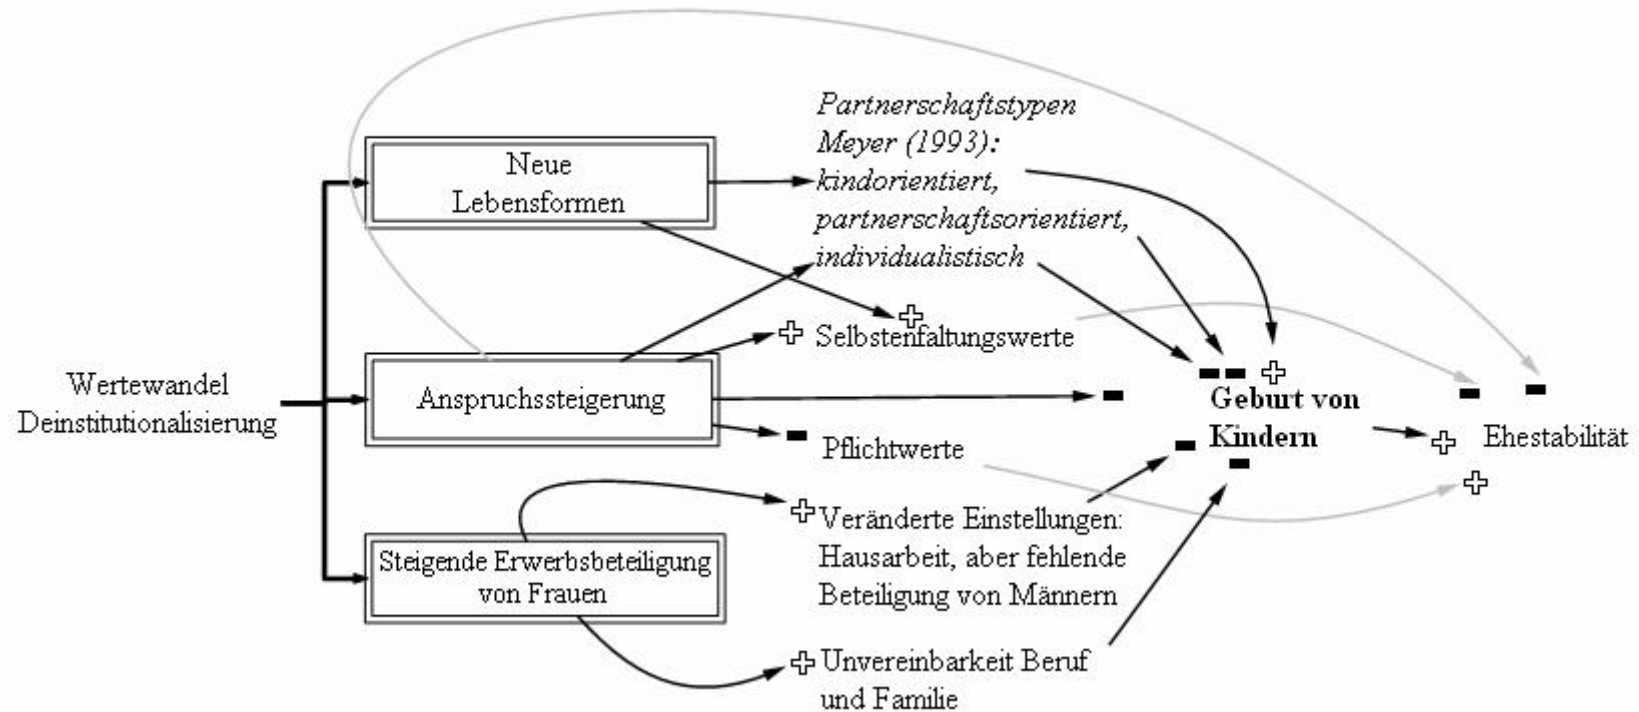 Partnerschaftstypen
Meyer (1993):
kindorientiert,
partnerschaftsorientiert,
individualistisch
Neue
Lebensformen
Selbstenfaltungswerte
Wertewandel
Deinstitutionalisierung
Anspruchssteigerung
Pflichtwerte
Geburt von
Kindern
Ehestabilität
Steigende Erwerbsbeteiligung
von Frauen
Veränderte Einstellungen:
Hausarbeit, aber fehlende
Beteiligung von Männern
Unvereinbarkeit Beruf
und Familie